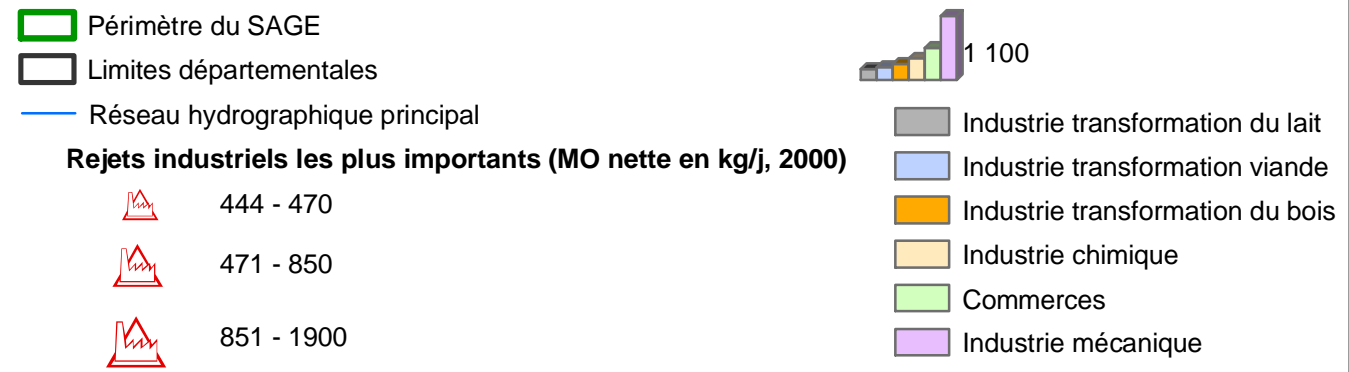 Périmètre du SAGE
Limites départementales
Réseau hydrographique principal
Rejets industriels les plus importants (MO nette en kg/j, 2000)
444 - 470
471 - 850
851 - 1900
1 100
Industrie transformation du lait
Industrie transformation viande
Industrie transformation du bois
Industrie chimique
Commerces
Industrie mécanique